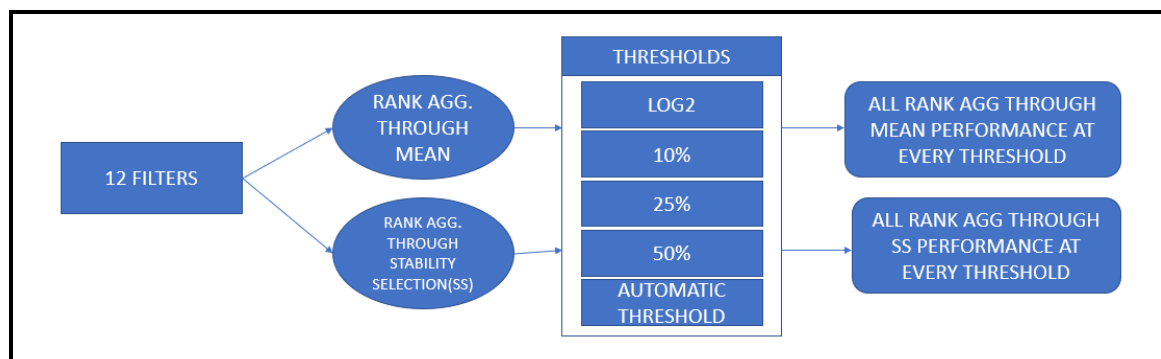 12 FILTERS
RANK AGG.
THROUGH
MEAN
RANK AGG.
THROUGH
STABILITY
SELECTION(SS)
THRESHOLDS
LOG2
10%
25%
50%
AUTOMATIC
THRESHOLD
ALL RANK AGG THROUGH
MEAN PERFORMANCE AT
EVERY THRESHOLD
ALL RANK AGG THROUGH
SS PERFORMANCE AT
EVERY THRESHOLD